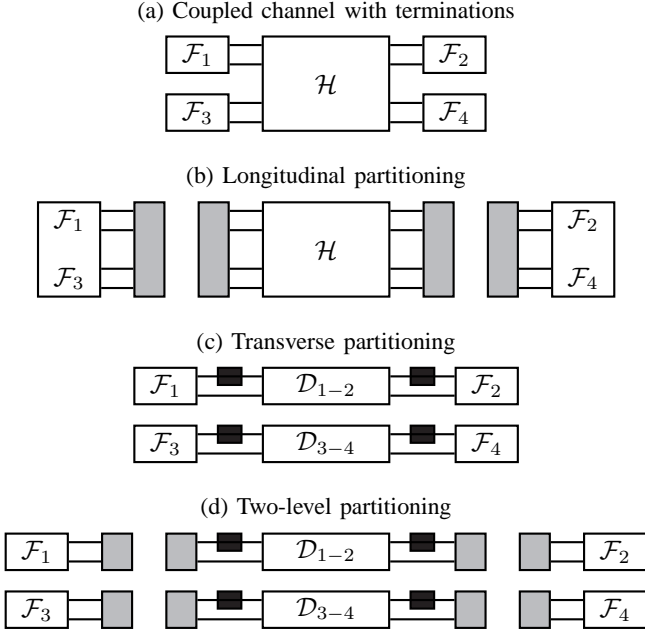 (a) Coupled channel with terminations
ℱ₁ ℱ₂
ℋ
ℱ₃ ℱ₄
(b) Longitudinal partitioning
ℱ₁ ℱ₂
ℋ
ℱ₃ ℱ₄
(c) Transverse partitioning
ℱ₁ 𝒟₁₋₂ ℱ₂
ℱ₃ 𝒟₃₋₄ ℱ₄
(d) Two-level partitioning
ℱ₁ 𝒟₁₋₂ ℱ₂
ℱ₃ 𝒟₃₋₄ ℱ₄